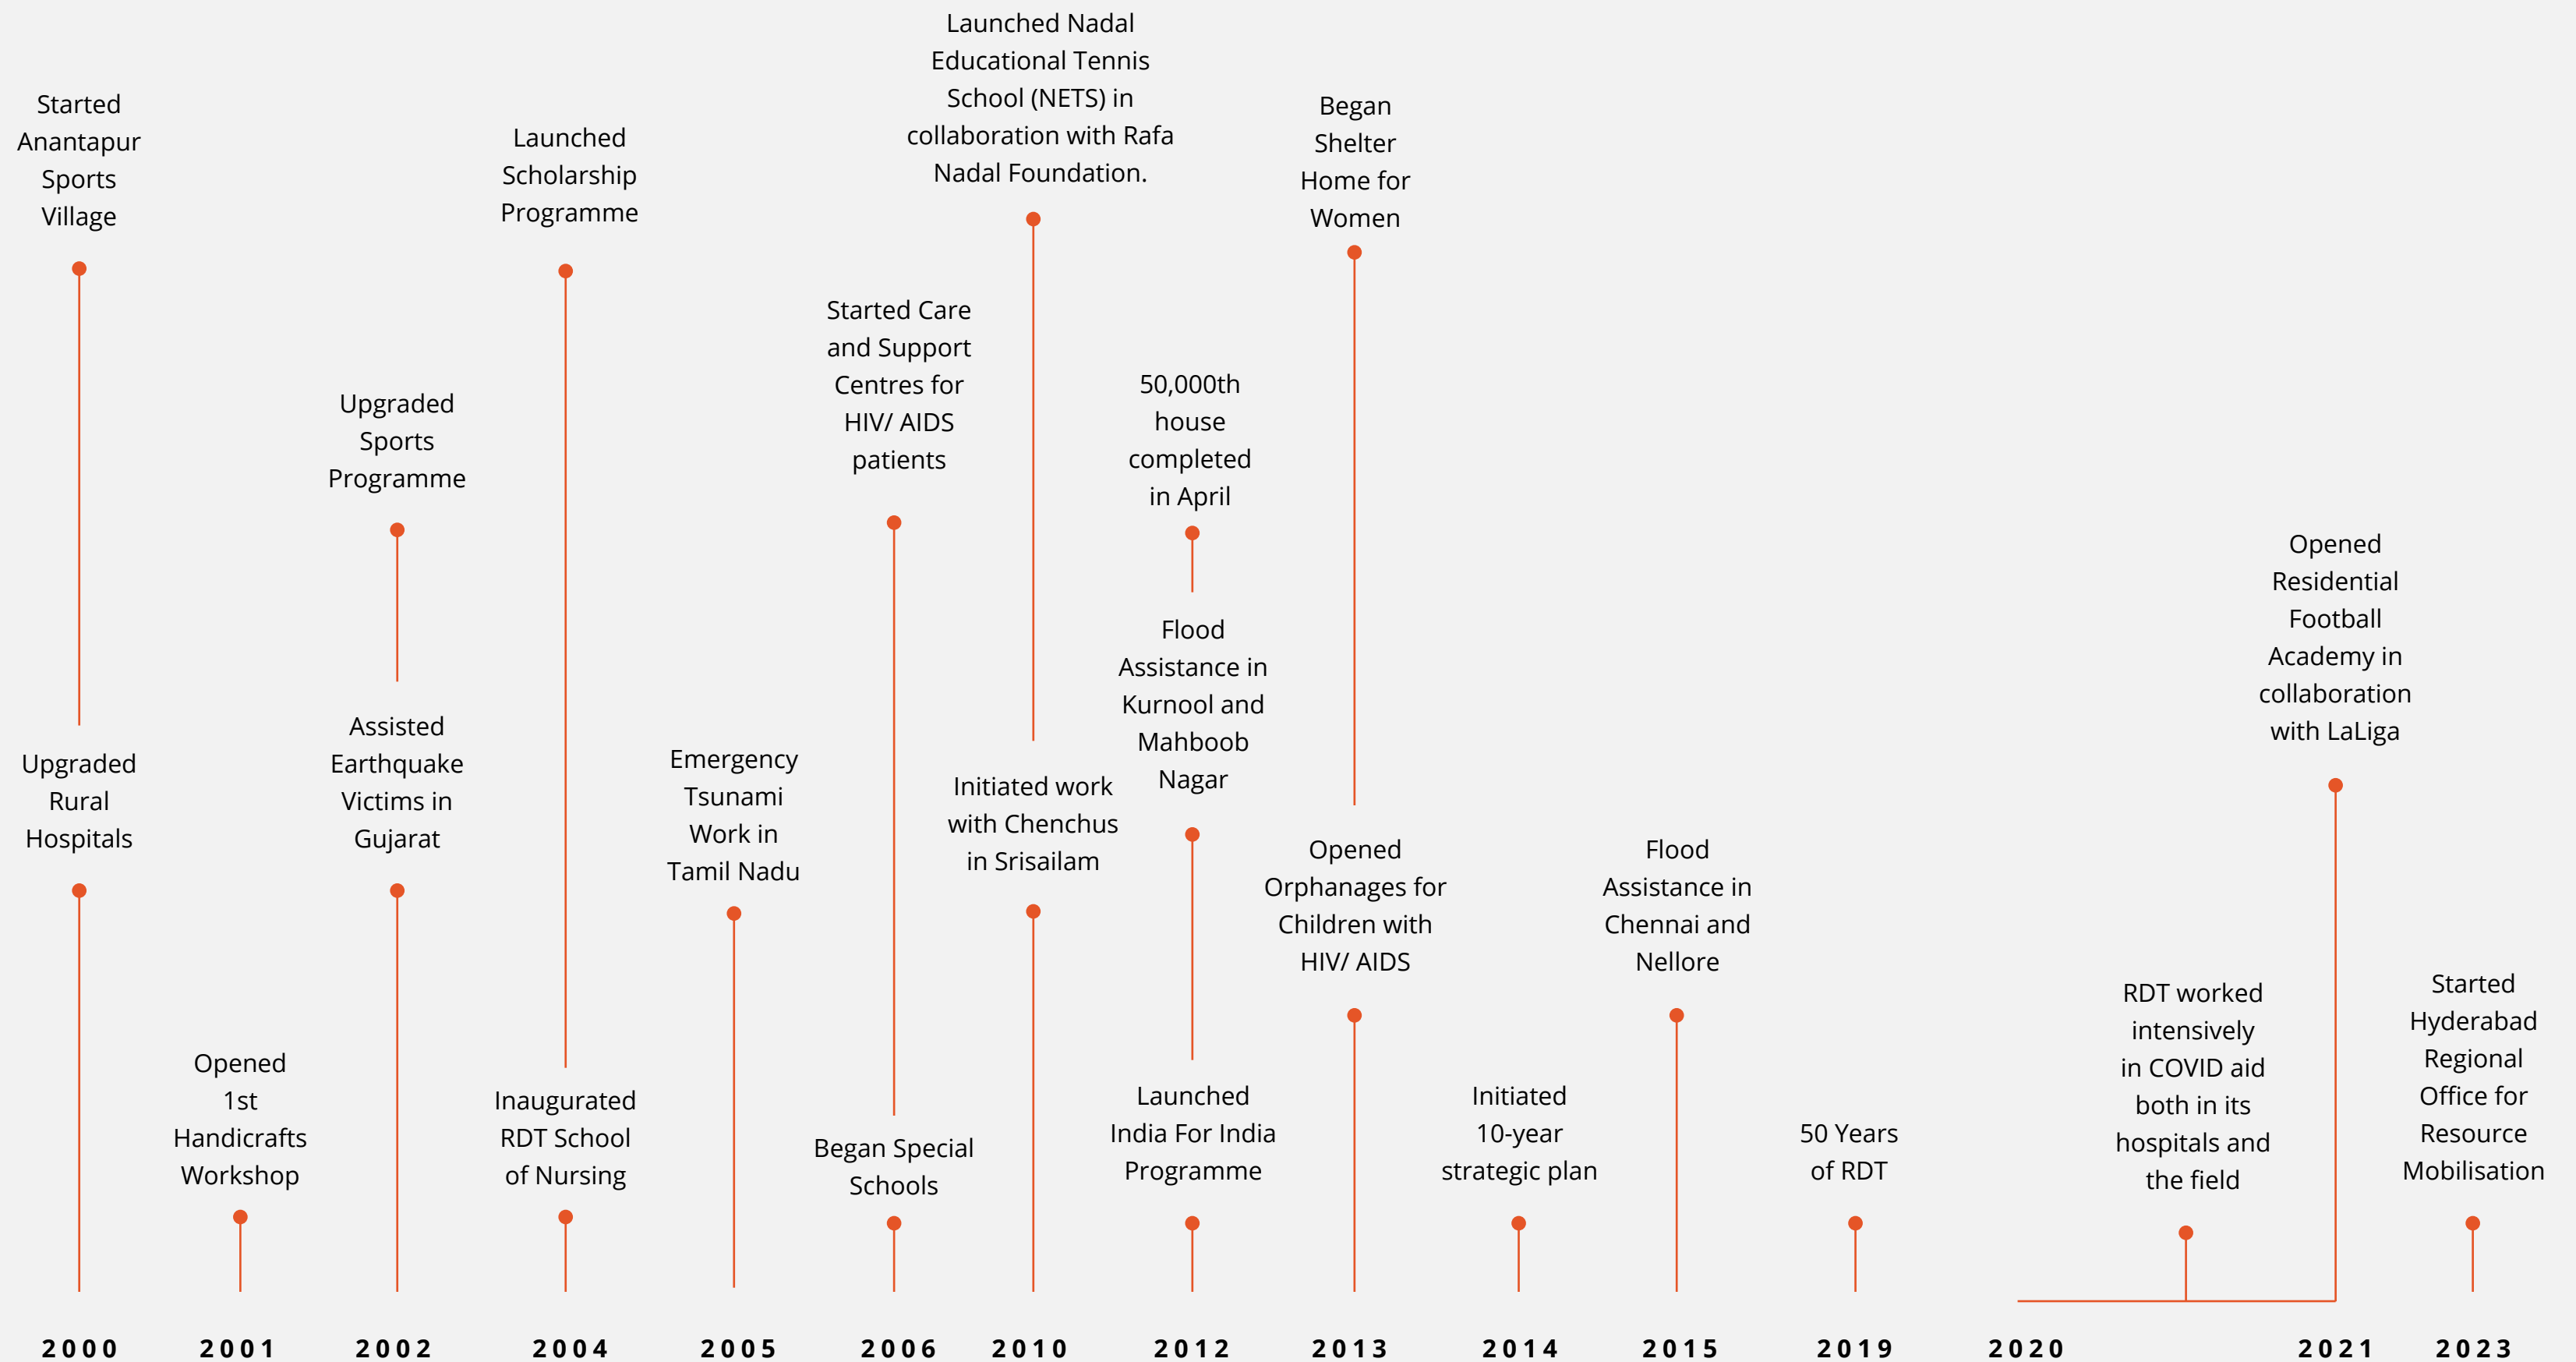 Started
Anantapur
Sports
Village
Upgraded
Rural
Hospitals
2000
Opened
1st
Handicrafts
Workshop
2001
Upgraded
Sports
Programme
Assisted
Earthquake
Victims in
Gujarat
2002
Launched
Scholarship
Programme
Inaugurated
RDT School
of Nursing
2004
Emergency
Tsunami
Work in
Tamil Nadu
2005
Started Care
and Support
Centres for
HIV/ AIDS
patients
Began Special
Schools
2006
Launched Nadal
Educational Tennis
School (NETS) in
collaboration with Rafa
Nadal Foundation.
Initiated work
with Chenchus
in Srisailam
2010
50,000th
house
completed
in April
Flood
Assistance in
Kurnool and
Mahboob
Nagar
Launched
India For India
Programme
2012
Began
Shelter
Home for
Women
Opened
Orphanages for
Children with
HIV/ AIDS
2013
Initiated
10-year
strategic plan
2014
Flood
Assistance in
Chennai and
Nellore
2015
50 Years
of RDT
2019
RDT worked
intensively
in COVID aid
both in its
hospitals and
the field
2020
Opened
Residential
Football
Academy in
collaboration
with LaLiga
2021
Started
Hyderabad
Regional
Office for
Resource
Mobilisation
2023